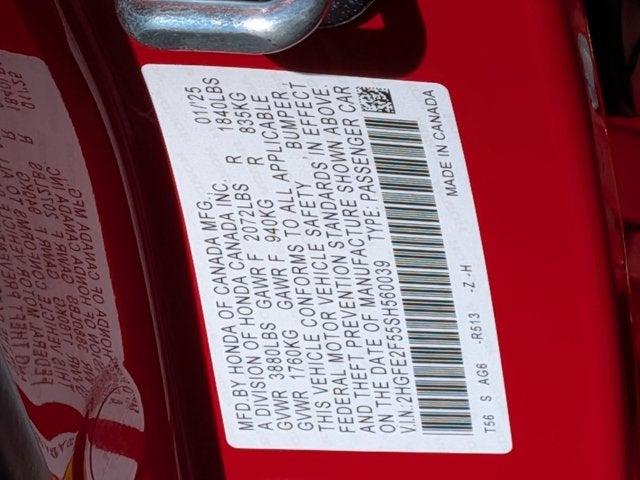 MFD.BY HONDA OF CANADA MFG. 01/'25
A DIVISION OF HONDA CANADA INC.
GVWR 3880LBS GAWR F 2072LBS R 1840LBS
GVWR 1760KG GAWR F 940KG R 835KG
THIS VEHICLE CONFORMS TO ALL APPLICABLE
FEDERAL MOTOR VEHICLE SAFETY , BUMPER ,
AND THEFT PREVENTION STANDARDS IN EFFECT
ON THE DATE OF MANUFACTURE SHOWN ABOVE.
V.I.N.:2HGFE2F55SH560039 TYPE: PASSENGER CAR
T56 S AG6 -R513 -Z -H MADE IN CANADA